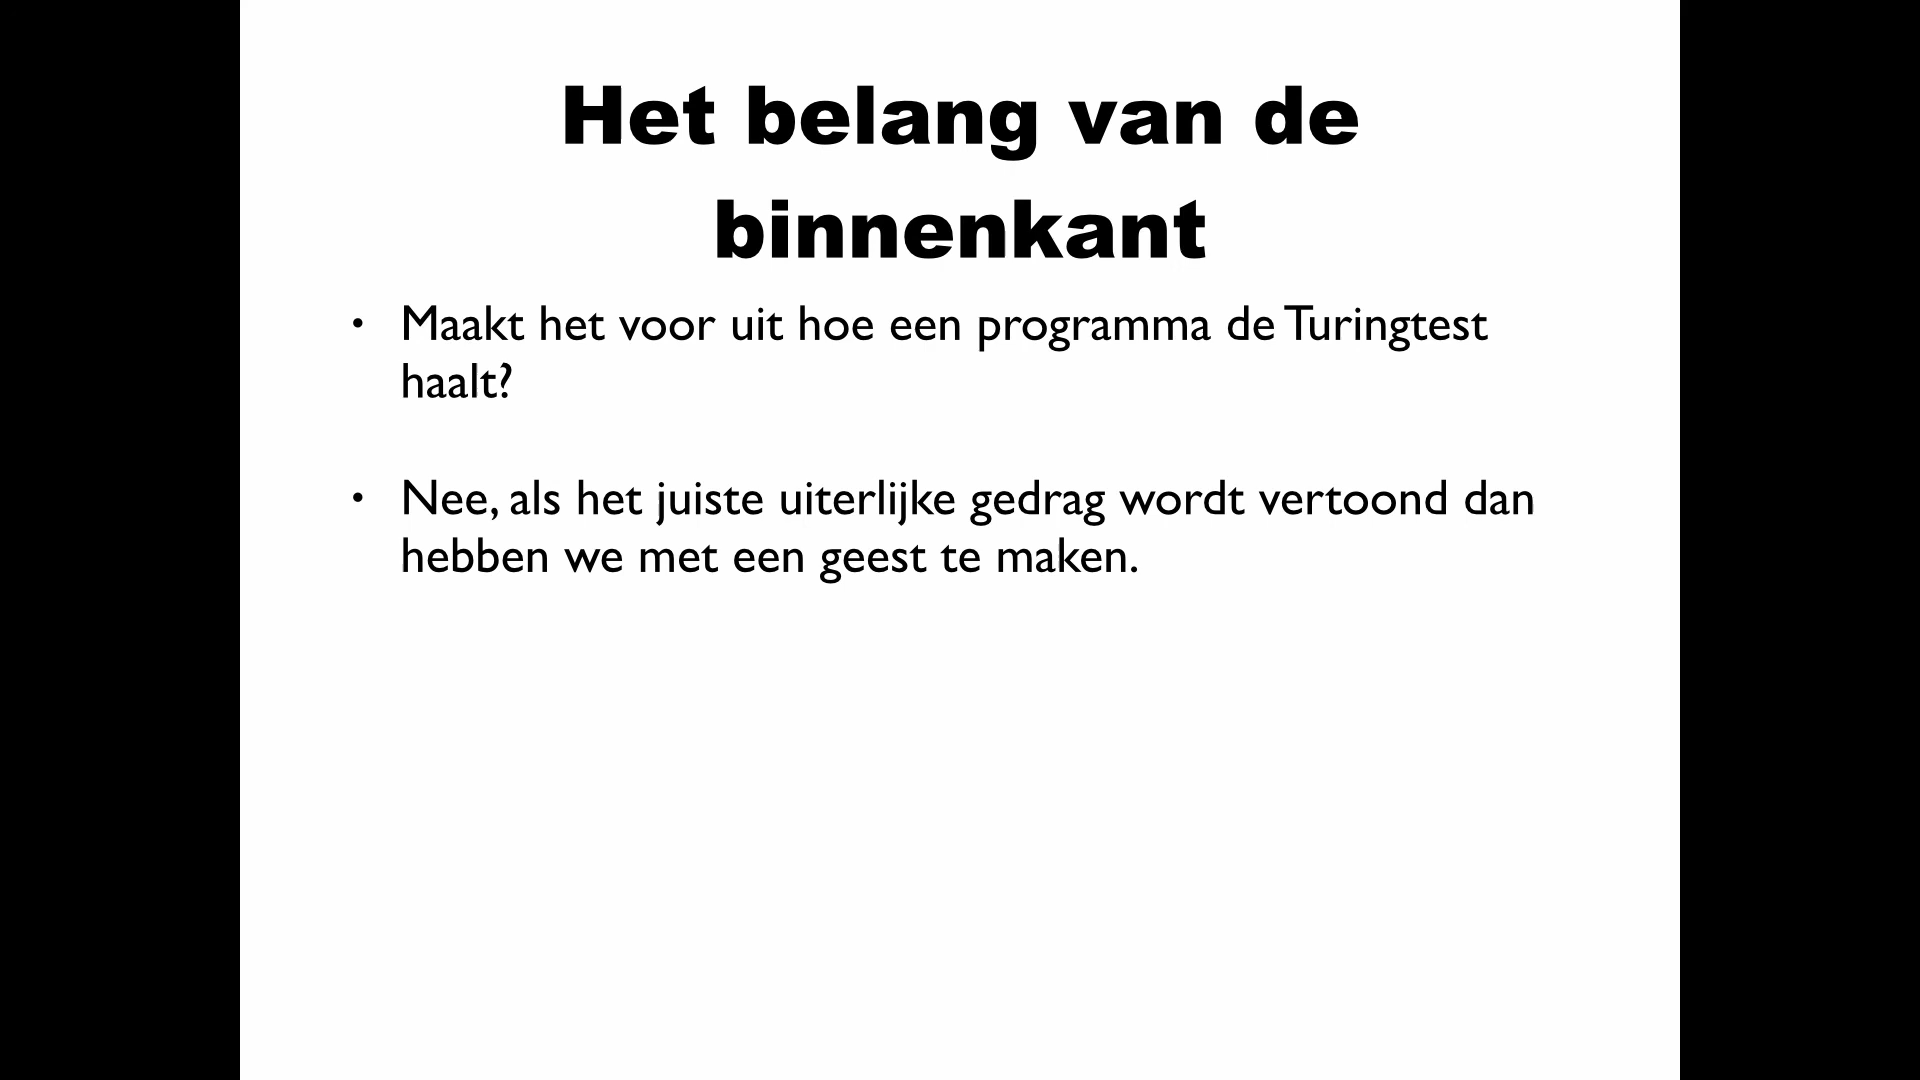 Het belang van de
binnenkant
• Maakt het voor uit hoe een programma de Turingtest
haalt?
• Nee, als het juiste uiterlijke gedrag wordt vertoond dan
hebben we met een geest te maken.